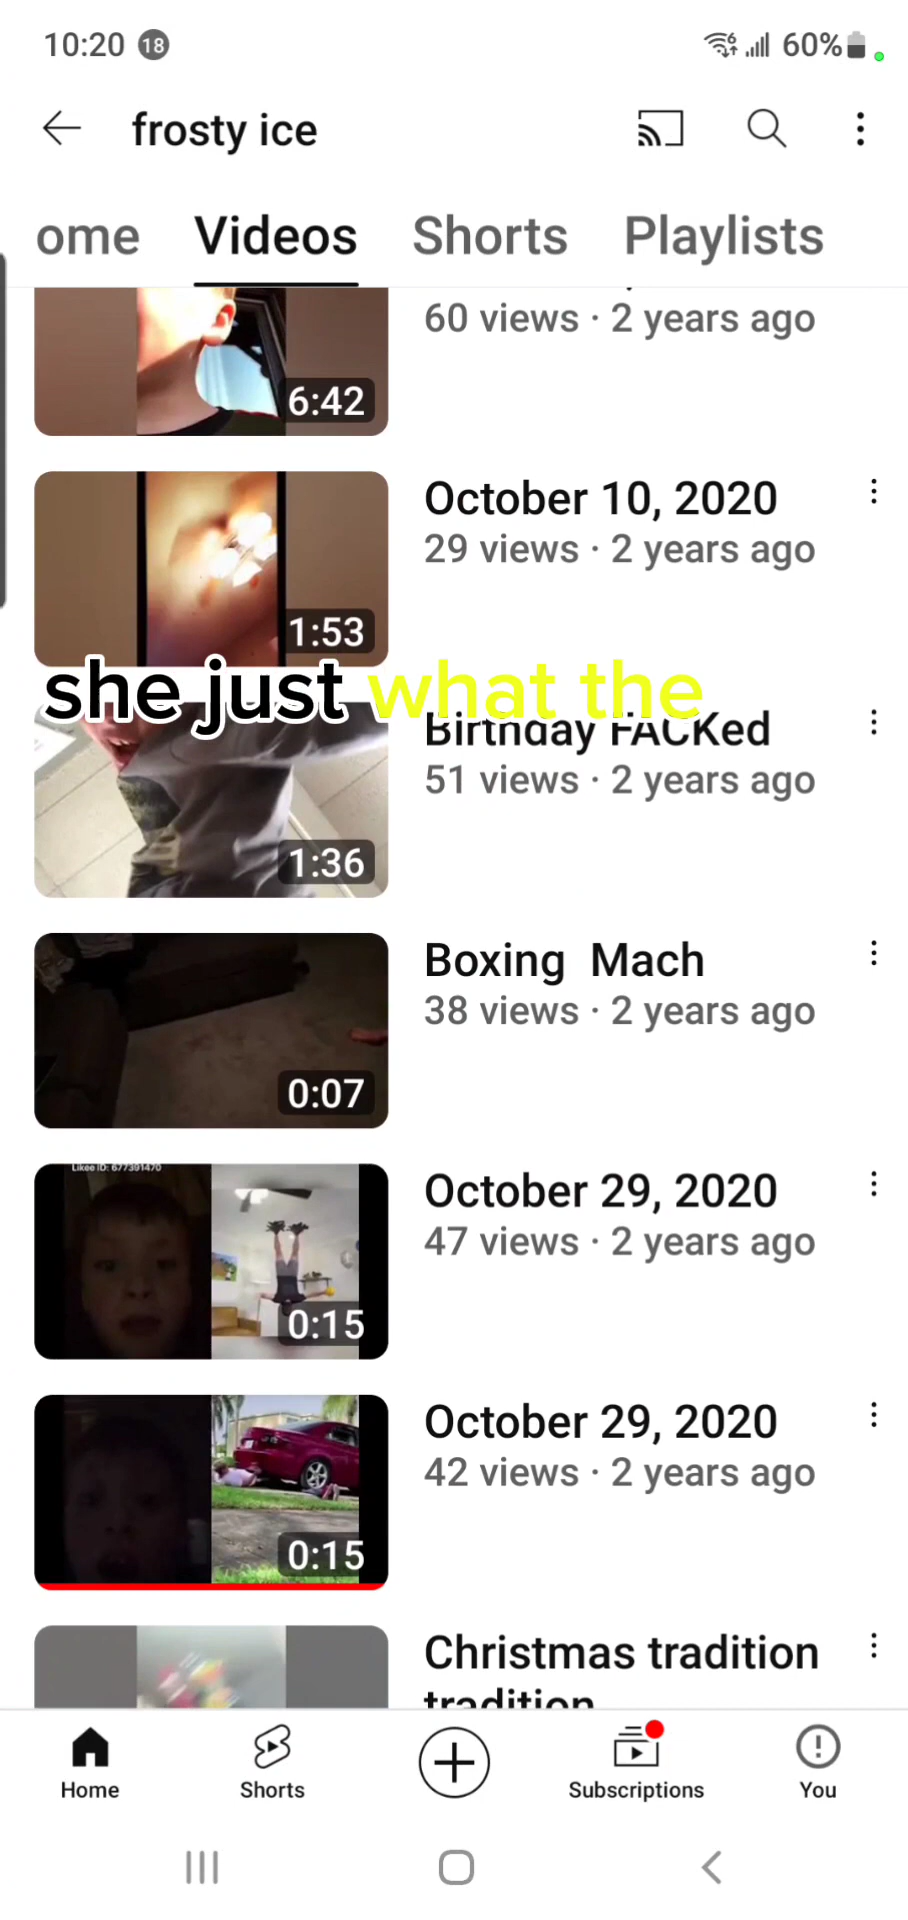 10:20 18 60%
frosty ice
ome Videos Shorts Playlists
60 views · 2 years ago
6:42
October 10, 2020
29 views · 2 years ago
1:53
she just what the
Birthday FACKed
51 views · 2 years ago
1:36
Boxing Mach
38 views · 2 years ago
0:07
Likee ID: 677391470
October 29, 2020
47 views · 2 years ago
0:15
October 29, 2020
42 views · 2 years ago
0:15
Christmas tradition
tradition
Home Shorts Subscriptions You